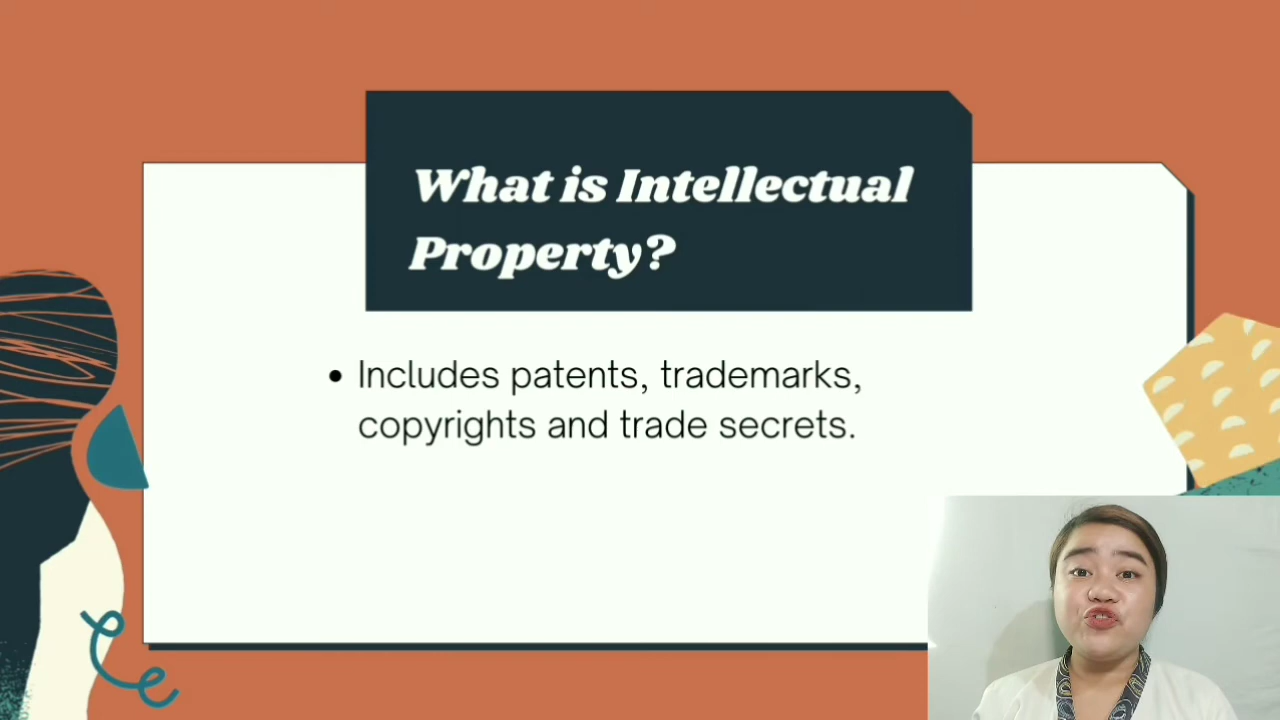 What is Intellectual
Property?
• Includes patents, trademarks,
copyrights and trade secrets.